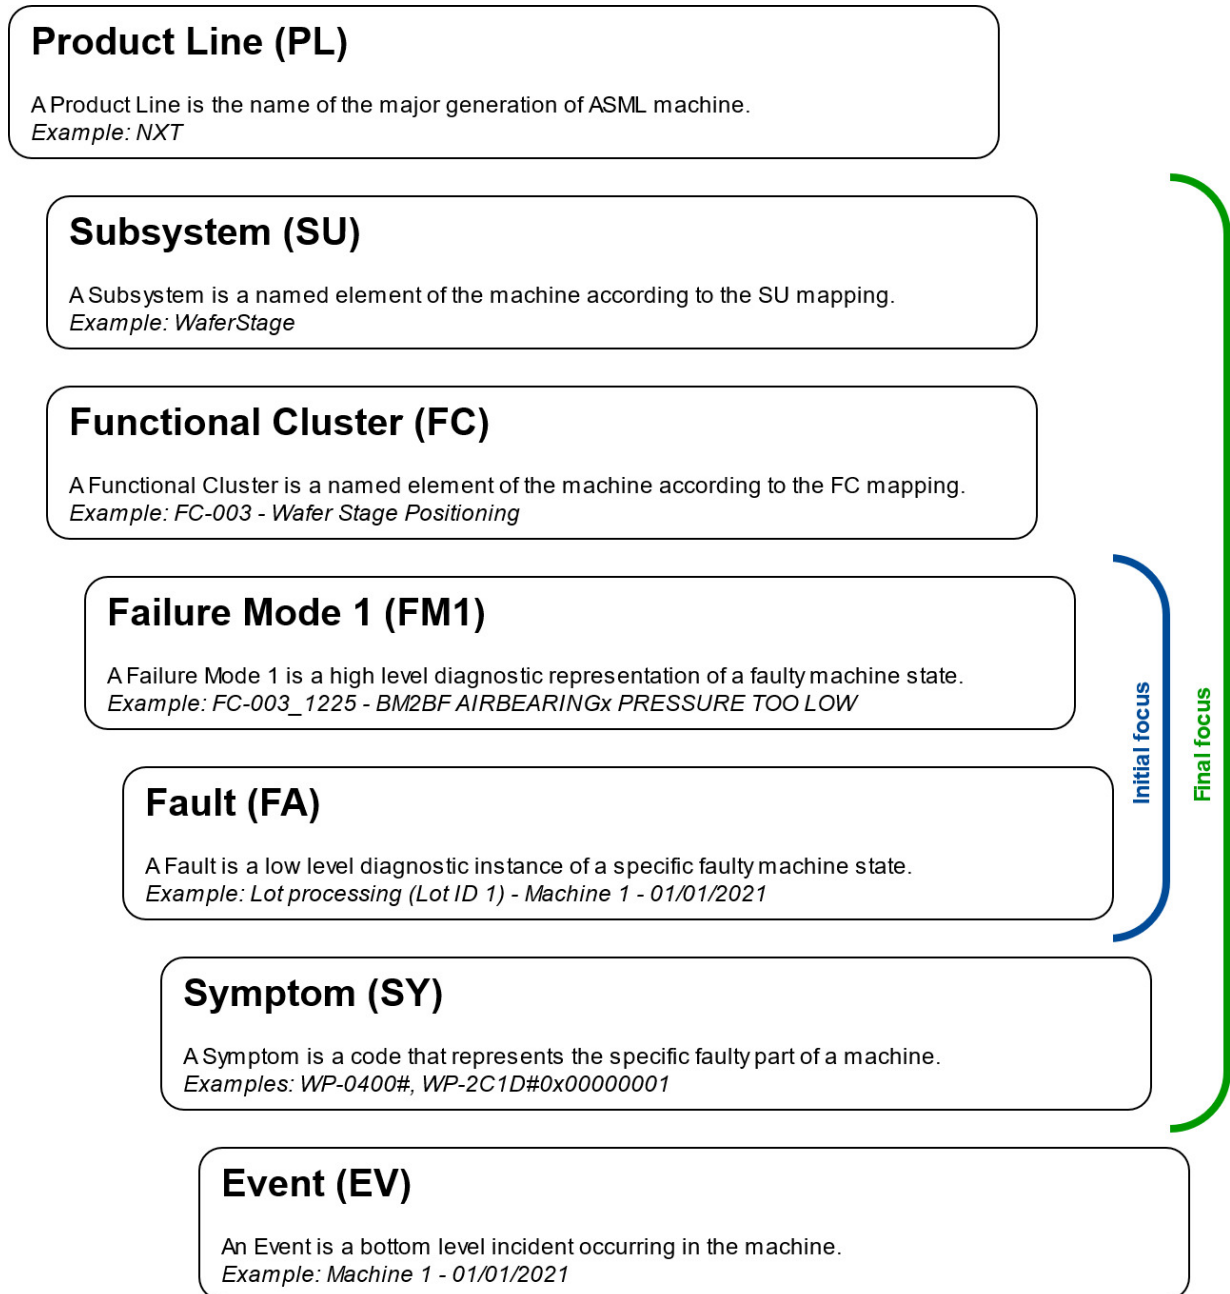 Product Line (PL)
A Product Line is the name of the major generation of ASML machine.
Example: NXT
Subsystem (SU)
A Subsystem is a named element of the machine according to the SU mapping.
Example: WaferStage
Functional Cluster (FC)
A Functional Cluster is a named element of the machine according to the FC mapping.
Example: FC-003 - Wafer Stage Positioning
Failure Mode 1 (FM1)
A Failure Mode 1 is a high level diagnostic representation of a faulty machine state.
Example: FC-003_1225 - BM2BF AIRBEARINGx PRESSURE TOO LOW
Fault (FA)
A Fault is a low level diagnostic instance of a specific faulty machine state.
Example: Lot processing (Lot ID 1) - Machine 1 - 01/01/2021
Symptom (SY)
A Symptom is a code that represents the specific faulty part of a machine.
Examples: WP-0400#, WP-2C1D#0x00000001
Event (EV)
An Event is a bottom level incident occurring in the machine.
Example: Machine 1 - 01/01/2021
Initial focus
Final focus